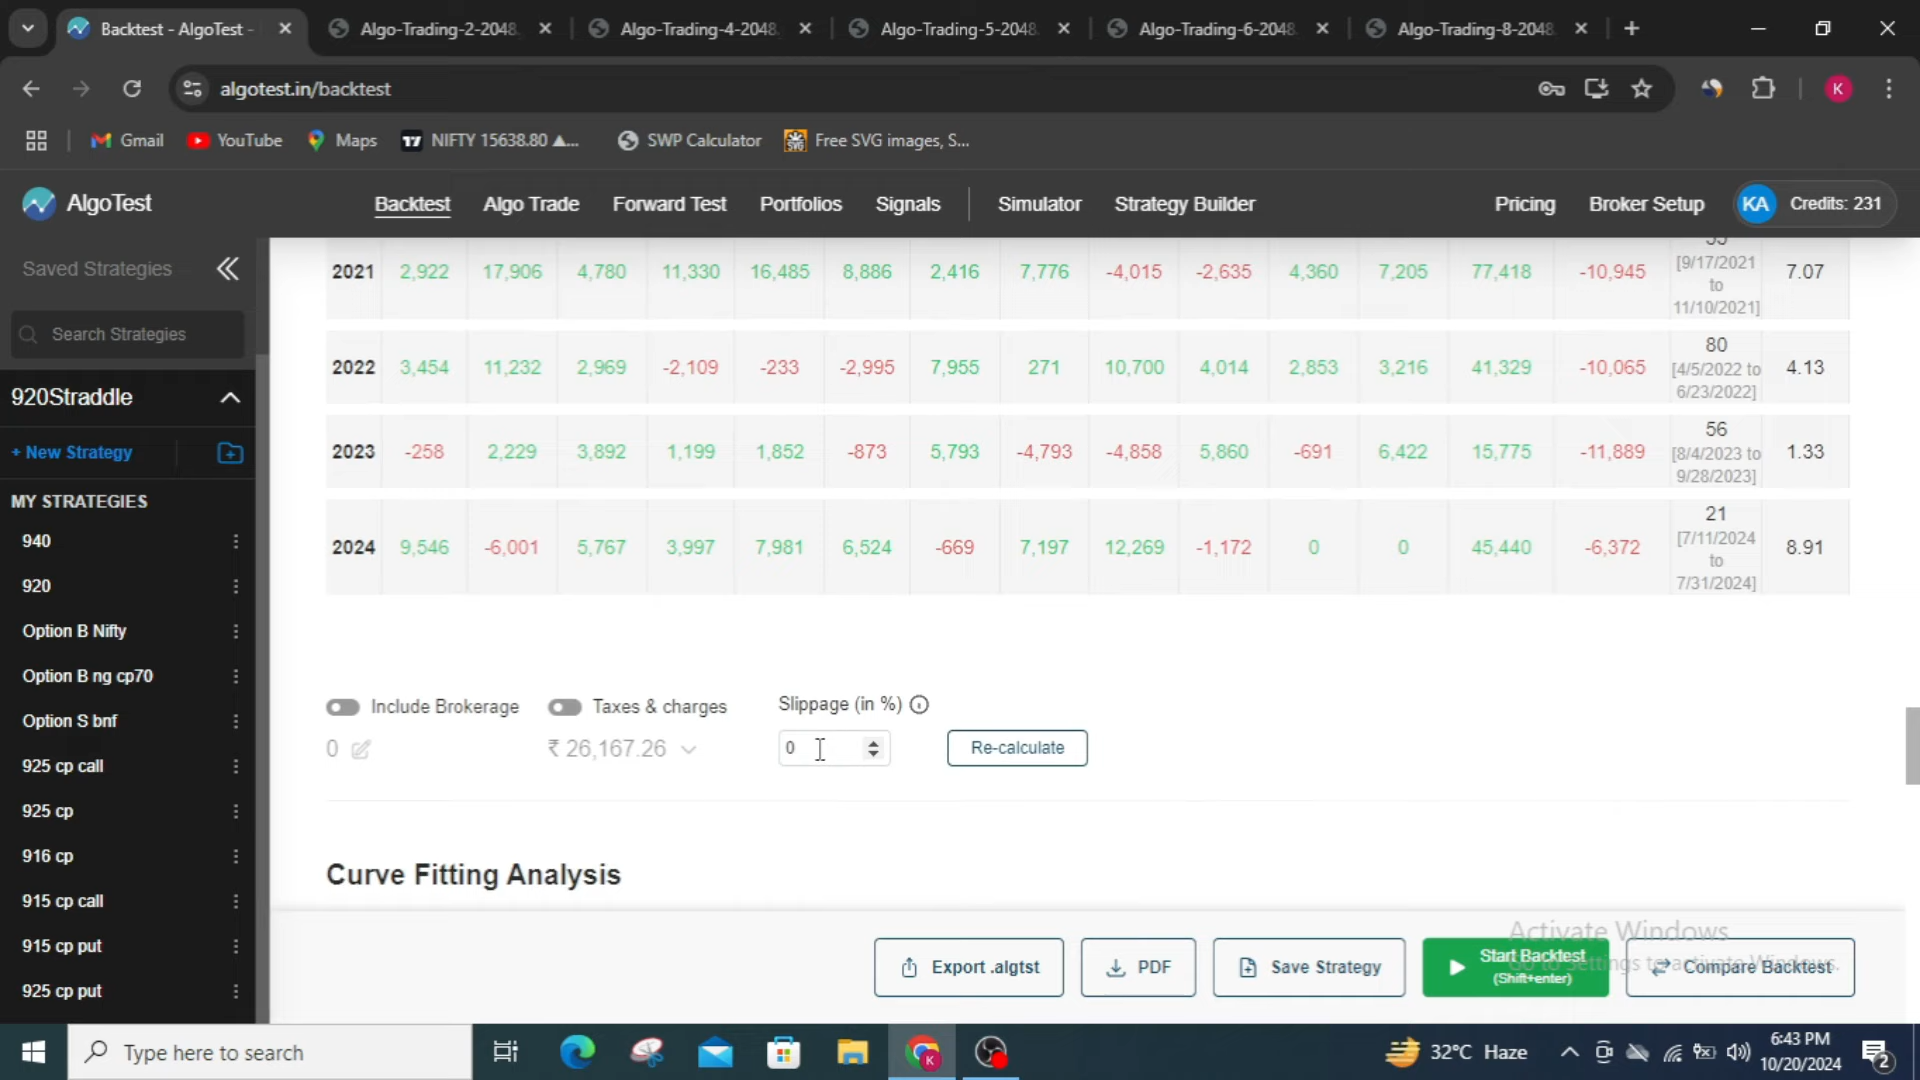 Backtest - AlgoTest -
Algo-Trading-2-2048
Algo-Trading-4-2048
Algo-Trading-5-2048
Algo-Trading-6-2048
Algo-Trading-8-2048
algotest.in/backtest
K
Gmail
YouTube
Maps
NIFTY 15638.80 ▲...
SWP Calculator
Free SVG images, S...
AlgoTest
Backtest
Algo Trade
Forward Test
Portfolios
Signals
Simulator
Strategy Builder
Pricing
Broker Setup
KA
Credits: 231
Saved Strategies
Search Strategies
920Straddle
+ New Strategy
MY STRATEGIES
940
920
Option B Nifty
Option B ng cp70
Option S bnf
925 cp call
925 cp
916 cp
915 cp call
915 cp put
925 cp put
2021 2,922 17,906 4,780 11,330 16,485 8,886 2,416 7,776 -4,015 -2,635 4,360 7,205 77,418 -10,945 [9/17/2021 to 11/10/2021] 7.07
2022 3,454 11,232 2,969 -2,109 -233 -2,995 7,955 271 10,700 4,014 2,853 3,216 41,329 -10,065 80 [4/5/2022 to 6/23/2022] 4.13
2023 -258 2,229 3,892 1,199 1,852 -873 5,793 -4,793 -4,858 5,860 -691 6,422 15,775 -11,889 56 [8/4/2023 to 9/28/2023] 1.33
2024 9,546 -6,001 5,767 3,997 7,981 6,524 -669 7,197 12,269 -1,172 0 0 45,440 -6,372 21 [7/11/2024 to 7/31/2024] 8.91
Include Brokerage
Taxes & charges
Slippage (in %)
0
₹ 26,167.26
0
Re-calculate
Curve Fitting Analysis
Export .algtst
PDF
Save Strategy
Start Backtest
(Shift+enter)
Compare Backtest
Activate Windows
Go to Settings to activate Windows.
Type here to search
K
32°C Haze
6:43 PM
10/20/2024
2